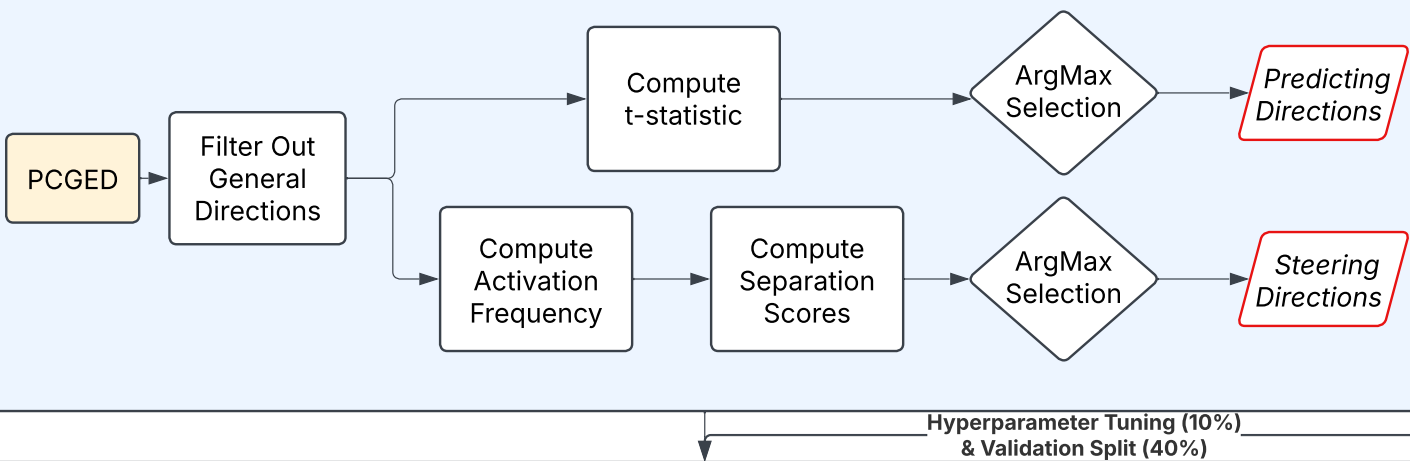 PCGED
Filter Out
General
Directions
Compute
t-statistic
ArgMax
Selection
Predicting
Directions
Compute
Activation
Frequency
Compute
Separation
Scores
ArgMax
Selection
Steering
Directions
Hyperparameter Tuning (10%)
& Validation Split (40%)